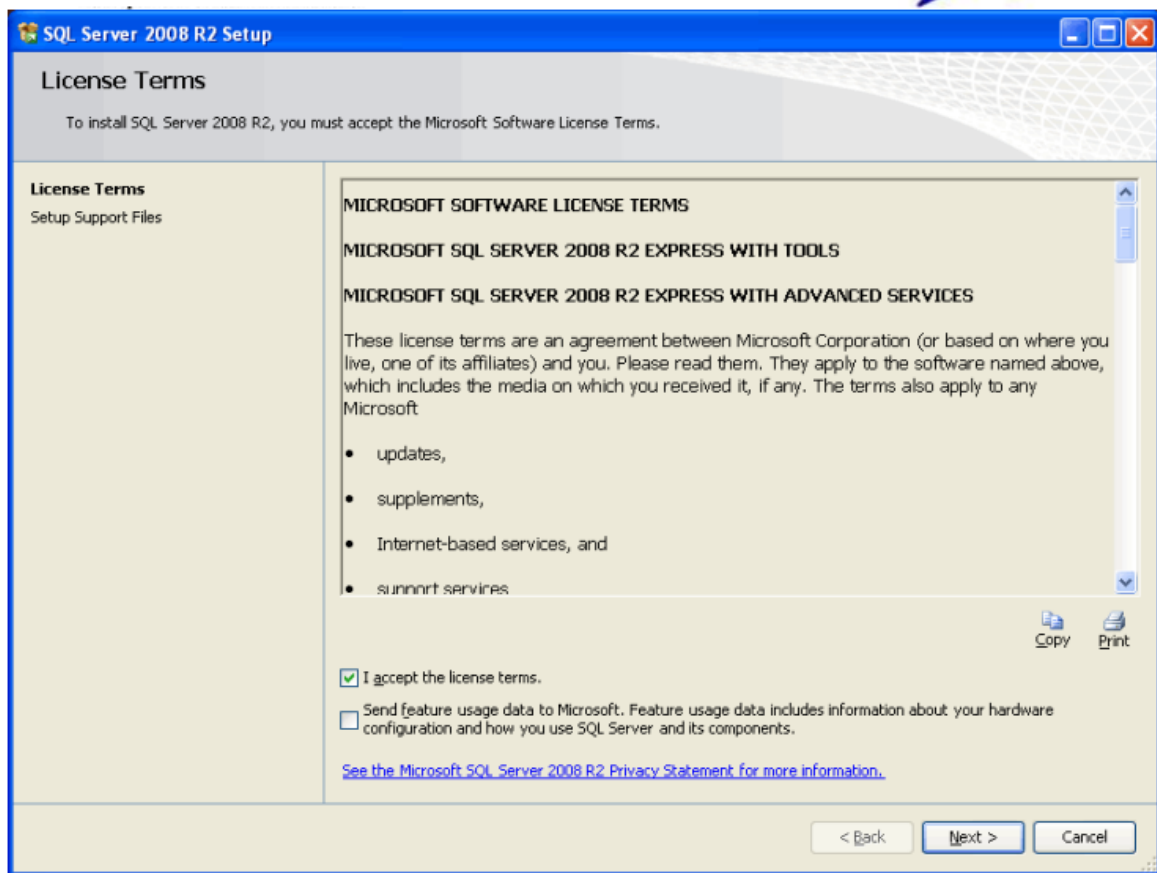 SQL Server 2008 R2 Setup
License Terms
To install SQL Server 2008 R2, you must accept the Microsoft Software License Terms.
License Terms
Setup Support Files
MICROSOFT SOFTWARE LICENSE TERMS
MICROSOFT SQL SERVER 2008 R2 EXPRESS WITH TOOLS
MICROSOFT SQL SERVER 2008 R2 EXPRESS WITH ADVANCED SERVICES
These license terms are an agreement between Microsoft Corporation (or based on where you
live, one of its affiliates) and you. Please read them. They apply to the software named above,
which includes the media on which you received it, if any. The terms also apply to any
Microsoft
• updates,
• supplements,
• Internet-based services, and
• support services
Copy Print
I accept the license terms.
Send feature usage data to Microsoft. Feature usage data includes information about your hardware
configuration and how you use SQL Server and its components.
See the Microsoft SQL Server 2008 R2 Privacy Statement for more information.
< Back Next > Cancel